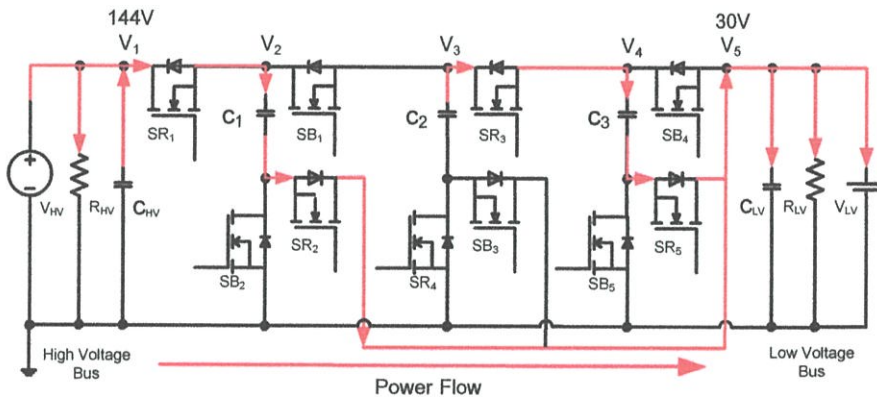 144V
30V
V1
V2
V3
V4
V5
SR1
C1
SB1
C2
SR3
C3
SB4
+
−
VHV
RHV
CHV
SR2
SB2
SB3
SR4
SR5
SB5
CLV
RLV
VLV
High Voltage
Bus
Power Flow
Low Voltage
Bus